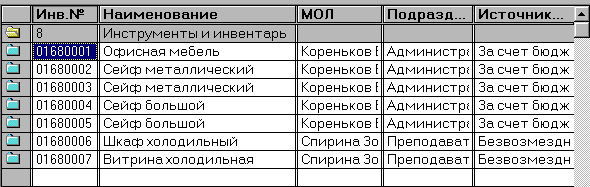 Инв.№ Наименование МОЛ Подразд... Источник...
8 Инструменты и инвентарь
01680001 Офисная мебель Кореньков Администра За счет бюдж
01680002 Сейф металлический Кореньков Администра За счет бюдж
01680003 Сейф металлический Кореньков Администра За счет бюдж
01680004 Сейф большой Кореньков Администра За счет бюдж
01680005 Сейф большой Кореньков Администра За счет бюдж
01680006 Шкаф холодильный Спирина Зо Преподават Безвозмездн
01680007 Витрина холодильная Спирина Зо Преподават Безвозмездн